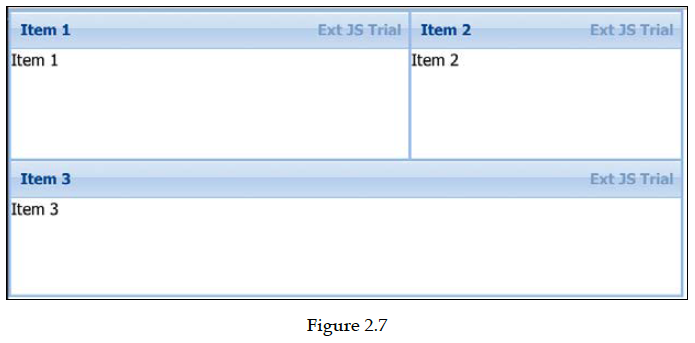 Item 1 Ext JS Trial Item 2 Ext JS Trial
Item 1 Item 2
Item 3 Ext JS Trial
Item 3
Figure 2.7